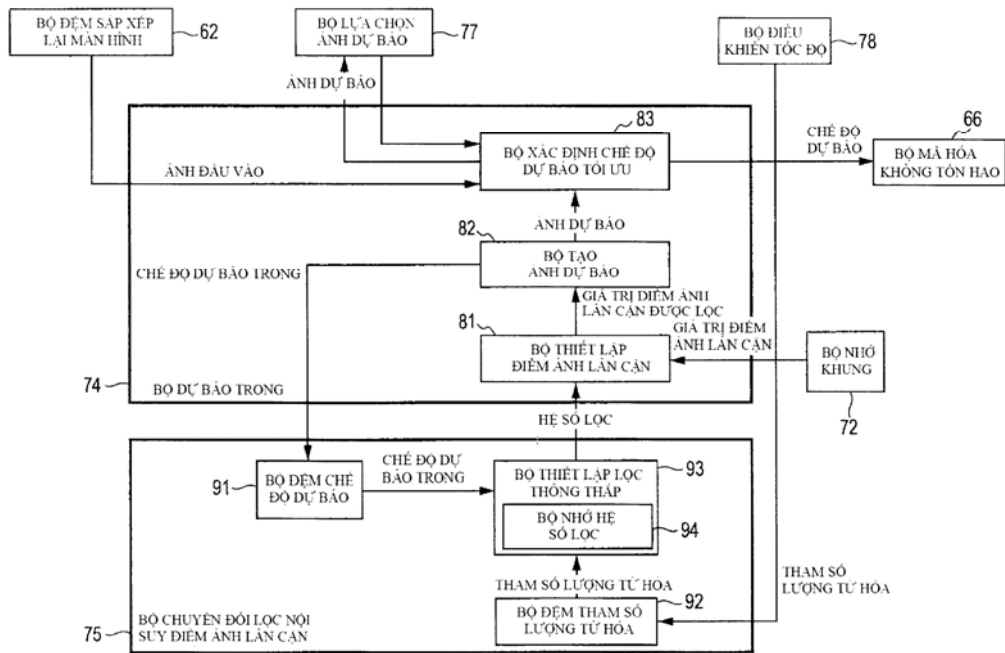 BỘ ĐỆM SẮP XẾP
LẠI MÀN HÌNH
62
BỘ LỰA CHỌN
ẢNH DỰ BÁO
77
BỘ ĐIỀU
KHIỂN TỐC ĐỘ
78
ẢNH DỰ BÁO
83
BỘ XÁC ĐỊNH CHẾ ĐỘ
DỰ BÁO TỐI ƯU
CHẾ ĐỘ
DỰ BÁO
66
BỘ MÃ HÓA
KHÔNG TỔN HAO
ẢNH ĐẦU VÀO
ẢNH DỰ BÁO
82
BỘ TẠO
ẢNH DỰ BÁO
CHẾ ĐỘ DỰ BÁO TRONG
GIÁ TRỊ ĐIỂM ẢNH
LÂN CẬN ĐƯỢC LỌC
81
GIÁ TRỊ ĐIỂM
ẢNH LÂN CẬN
BỘ THIẾT LẬP
ĐIỂM ẢNH LÂN CẬN
BỘ NHỚ
KHUNG
72
74
BỘ DỰ BÁO TRONG
HỆ SỐ LỌC
91
BỘ ĐỆM CHẾ
ĐỘ DỰ BÁO
CHẾ ĐỘ DỰ
BÁO TRONG
BỘ THIẾT LẬP LỌC
THÔNG THẤP
93
BỘ NHỚ HỆ
SỐ LỌC
94
THAM SỐ LƯỢNG TỬ HÓA
THAM SỐ
LƯỢNG TỬ HÓA
92
BỘ ĐỆM THAM SỐ
LƯỢNG TỬ HÓA
75
BỘ CHUYỂN ĐỔI LỌC NỘI
SUY ĐIỂM ẢNH LÂN CẬN